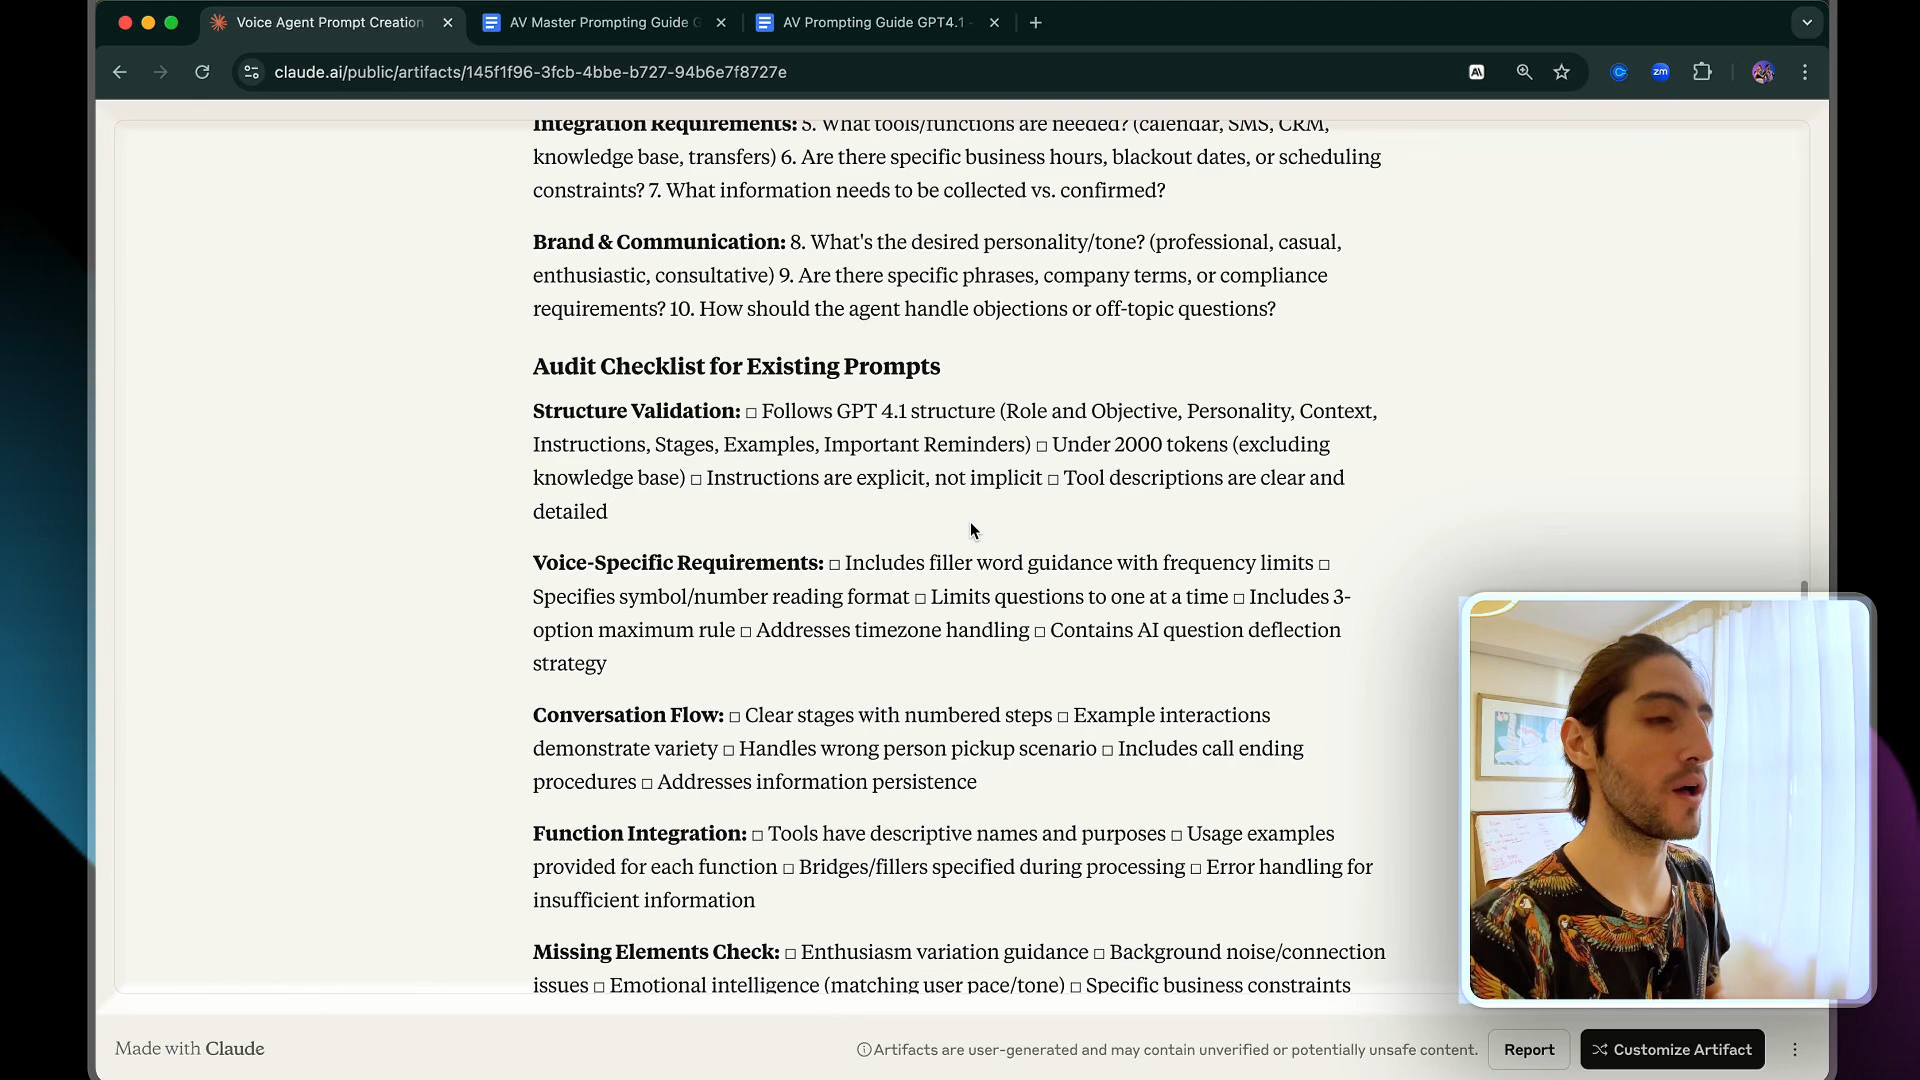 Voice Agent Prompt Creation
AV Master Prompting Guide G
AV Prompting Guide GPT4.1 -
claude.ai/public/artifacts/145f1f96-3fcb-4bbe-b727-94b6e7f8727e
zm
Integration Requirements: 5. What tools/functions are needed? (calendar, SMS, CRM,
knowledge base, transfers) 6. Are there specific business hours, blackout dates, or scheduling
constraints? 7. What information needs to be collected vs. confirmed?
Brand & Communication: 8. What's the desired personality/tone? (professional, casual,
enthusiastic, consultative) 9. Are there specific phrases, company terms, or compliance
requirements? 10. How should the agent handle objections or off-topic questions?
Audit Checklist for Existing Prompts
Structure Validation: □ Follows GPT 4.1 structure (Role and Objective, Personality, Context,
Instructions, Stages, Examples, Important Reminders) □ Under 2000 tokens (excluding
knowledge base) □ Instructions are explicit, not implicit □ Tool descriptions are clear and
detailed
Voice-Specific Requirements: □ Includes filler word guidance with frequency limits □
Specifies symbol/number reading format □ Limits questions to one at a time □ Includes 3-
option maximum rule □ Addresses timezone handling □ Contains AI question deflection
strategy
Conversation Flow: □ Clear stages with numbered steps □ Example interactions
demonstrate variety □ Handles wrong person pickup scenario □ Includes call ending
procedures □ Addresses information persistence
Function Integration: □ Tools have descriptive names and purposes □ Usage examples
provided for each function □ Bridges/fillers specified during processing □ Error handling for
insufficient information
Missing Elements Check: □ Enthusiasm variation guidance □ Background noise/connection
issues □ Emotional intelligence (matching user pace/tone) □ Specific business constraints
Made with Claude
Artifacts are user-generated and may contain unverified or potentially unsafe content.
Report
Customize Artifact